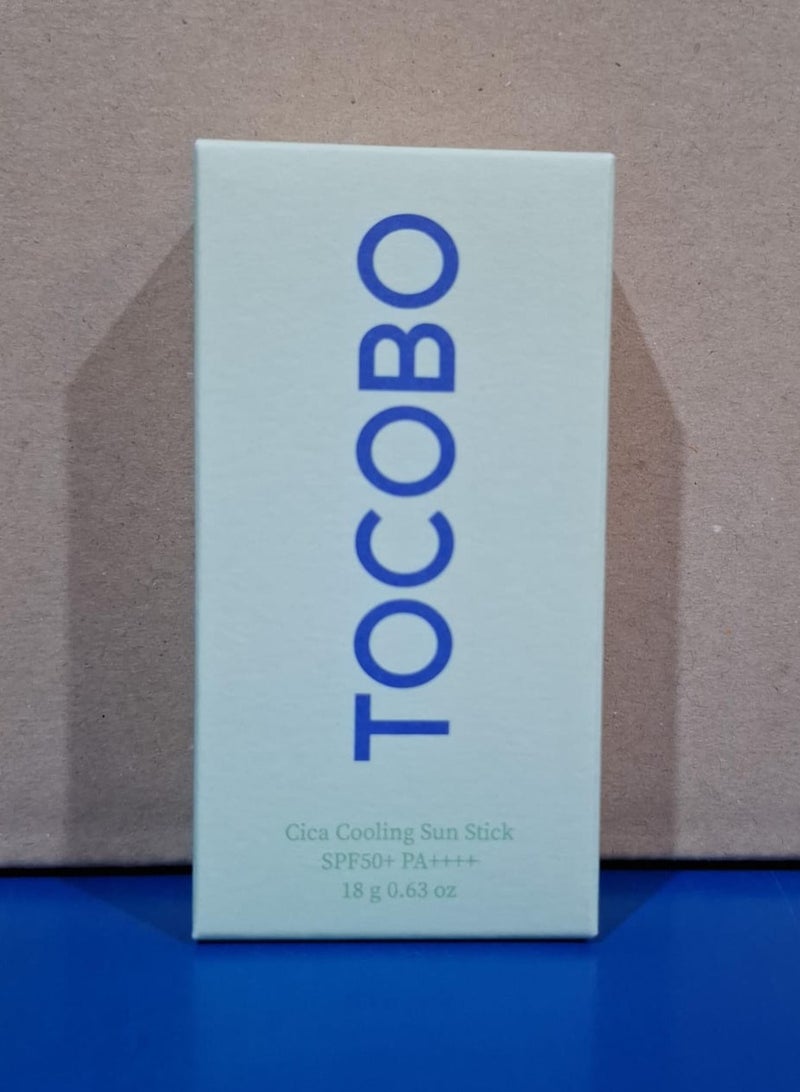 TOCOBO
Cica Cooling Sun Stick
SPF50+ PA++++
18 g 0.63 oz